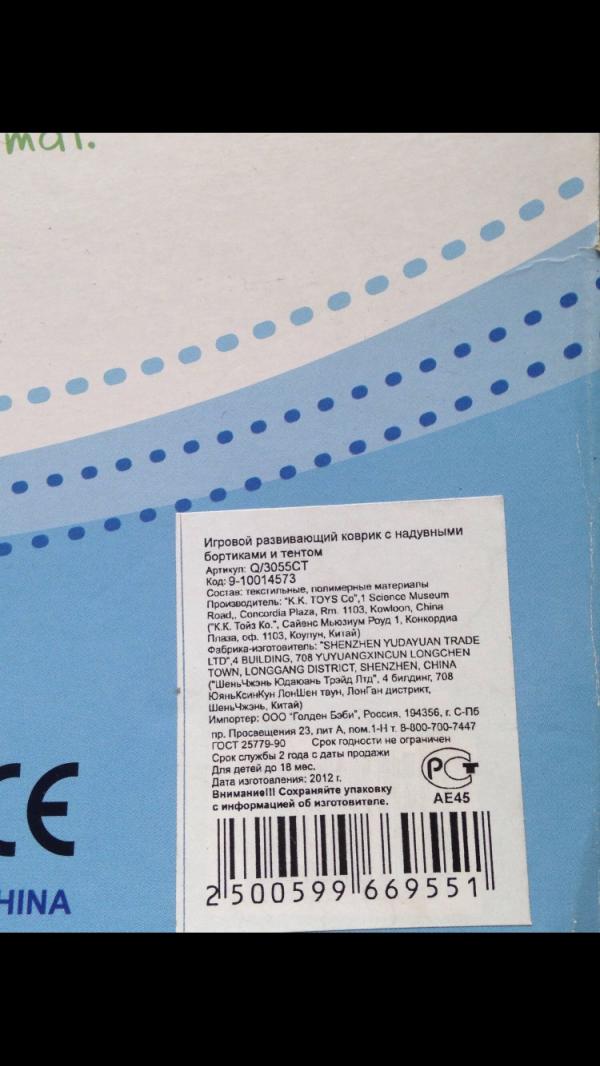 mat.
Игровой развивающий коврик с надувными
бортиками и тентом
Артикул: Q/3055CT
Код: 9-10014573
Состав: текстильные, полимерные материалы
Производитель: "K.K. TOYS Co",1 Science Museum
Road,, Concordia Plaza, Rm. 1103, Kowloon, China
("К.К. Тойз Ко.", Сайенс Мьюзиум Роуд 1, Конкордиа
Плаза, оф. 1103, Коулун, Китай)
Фабрика-изготовитель: "SHENZHEN YUDAYUAN TRADE
LTD",4 BUILDING, 708 YUYUANGXINCUN LONGCHEN
TOWN, LONGGANG DISTRICT, SHENZHEN, CHINA
("ШеньЧжэнь Юдаюань Трэйд Лтд", 4 билдинг, 708
ЮяньКсинКун ЛонШен таун, ЛонГан дистрикт,
ШеньЧжэнь, Китай)
Импортер: ООО "Голден Бэби", Россия, 194356, г. С-Пб
пр. Просвещения 23, лит А, пом.1-Н т. 8-800-700-7447
ГОСТ 25779-90 Срок годности не ограничен
Срок службы 2 года с даты продажи
Для детей до 18 мес.
Дата изготовления: 2012 г.
Внимание!!! Сохраняйте упаковку
с информацией об изготовителе.
РСТ
АЕ45
CE
HINA
2 500599 669551